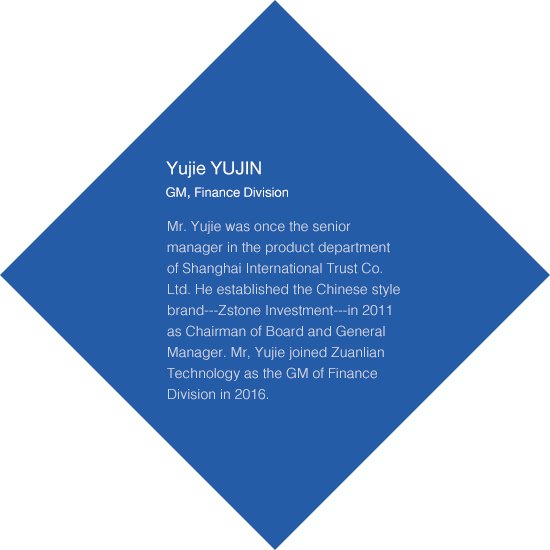 Yujie YUJIN
GM, Finance Division
Mr. Yujie was once the senior
manager in the product department
of Shanghai International Trust Co.
Ltd. He established the Chinese style
brand---Zstone Investment---in 2011
as Chairman of Board and General
Manager. Mr, Yujie joined Zuanlian
Technology as the GM of Finance
Division in 2016.